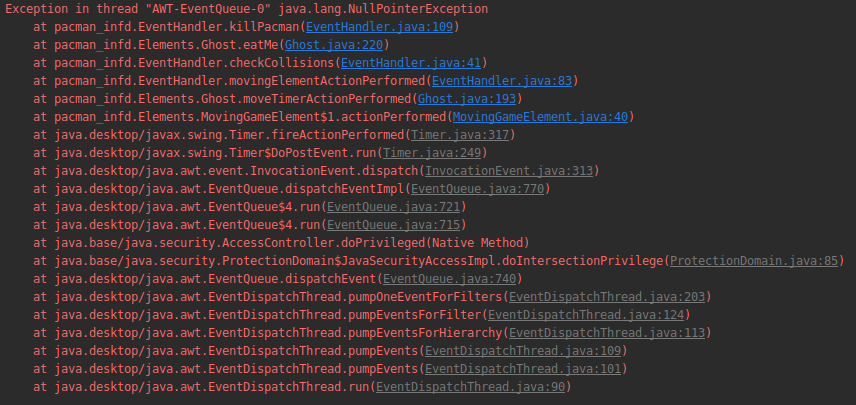 Exception in thread "AWT-EventQueue-0" java.lang.NullPointerException
    at pacman_infd.EventHandler.killPacman(EventHandler.java:109)
    at pacman_infd.Elements.Ghost.eatMe(Ghost.java:220)
    at pacman_infd.EventHandler.checkCollisions(EventHandler.java:41)
    at pacman_infd.EventHandler.movingElementActionPerformed(EventHandler.java:83)
    at pacman_infd.Elements.Ghost.moveTimerActionPerformed(Ghost.java:193)
    at pacman_infd.Elements.MovingGameElement$1.actionPerformed(MovingGameElement.java:40)
    at java.desktop/javax.swing.Timer.fireActionPerformed(Timer.java:317)
    at java.desktop/javax.swing.Timer$DoPostEvent.run(Timer.java:249)
    at java.desktop/java.awt.event.InvocationEvent.dispatch(InvocationEvent.java:313)
    at java.desktop/java.awt.EventQueue.dispatchEventImpl(EventQueue.java:770)
    at java.desktop/java.awt.EventQueue$4.run(EventQueue.java:721)
    at java.desktop/java.awt.EventQueue$4.run(EventQueue.java:715)
    at java.base/java.security.AccessController.doPrivileged(Native Method)
    at java.base/java.security.ProtectionDomain$JavaSecurityAccessImpl.doIntersectionPrivilege(ProtectionDomain.java:85)
    at java.desktop/java.awt.EventQueue.dispatchEvent(EventQueue.java:740)
    at java.desktop/java.awt.EventDispatchThread.pumpOneEventForFilters(EventDispatchThread.java:203)
    at java.desktop/java.awt.EventDispatchThread.pumpEventsForFilter(EventDispatchThread.java:124)
    at java.desktop/java.awt.EventDispatchThread.pumpEventsForHierarchy(EventDispatchThread.java:113)
    at java.desktop/java.awt.EventDispatchThread.pumpEvents(EventDispatchThread.java:109)
    at java.desktop/java.awt.EventDispatchThread.pumpEvents(EventDispatchThread.java:101)
    at java.desktop/java.awt.EventDispatchThread.run(EventDispatchThread.java:90)